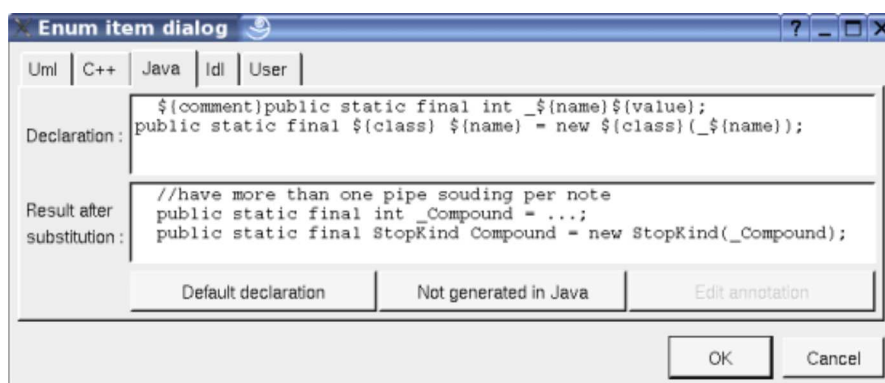 Enum item dialog
Uml C++ Java Idl User
Declaration :
${comment}public static final int _${name}${value};
public static final ${class} ${name} = new ${class}(_${name});
Result after
substitution :
//have more than one pipe souding per note
public static final int _Compound = ...;
public static final StopKind Compound = new StopKind(_Compound);
Default declaration Not generated in Java Edit annotation
OK Cancel